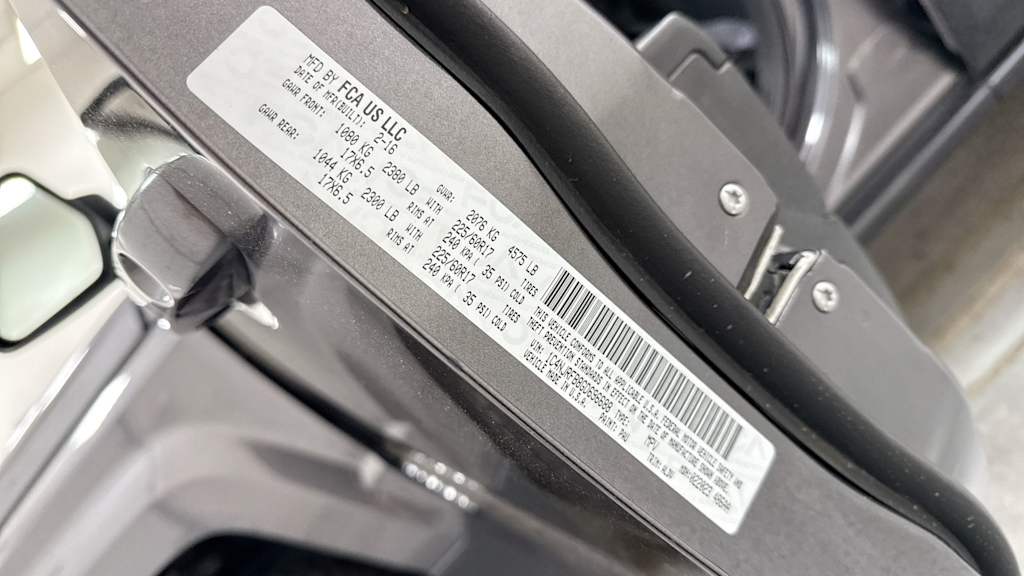 MFD BY FCA US LLC
DATE OF MFR(BUILD): 2-16 GVWR: 2076 KG 4575 LB
GAWR FRONT: 1080 KG 2380 LB WITH 225/60R17 TIRES
17X6.5 RIMS AT 240 KPA( 35 PSI) COLD
GAWR REAR: 1044 KG 2300 LB WITH 225/60R17 TIRES
17X6.5 RIMS AT 240 KPA( 35 PSI) COLD
THIS VEHICLE CONFORMS TO ALL APPLICABLE U.S.A. FEDERAL MOTOR VEHICLE SAFETY AND
THEFT PREVENTION STANDARDS IN EFFECT ON THE DATE OF MANUFACTURE SHOWN ABOVE.
VIN: TYPE: MPV
VEHICLE MADE IN U.S.A. PAINT: PAU TRIM: